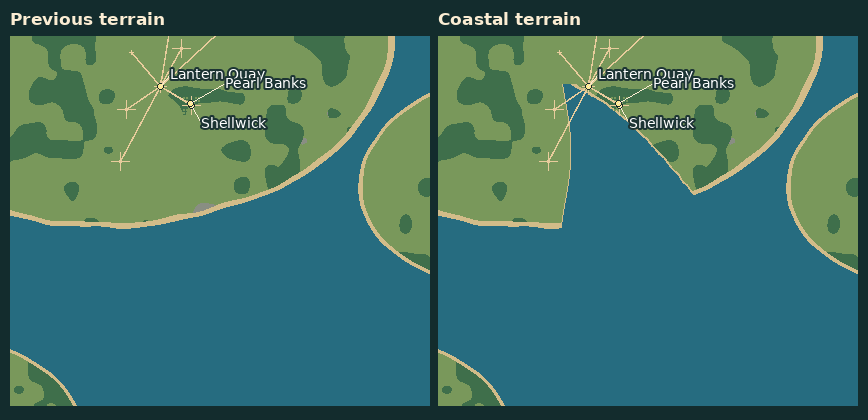 Previous terrain
Coastal terrain
Lantern Quay
Pearl Banks
Shellwick
Lantern Quay
Pearl Banks
Shellwick